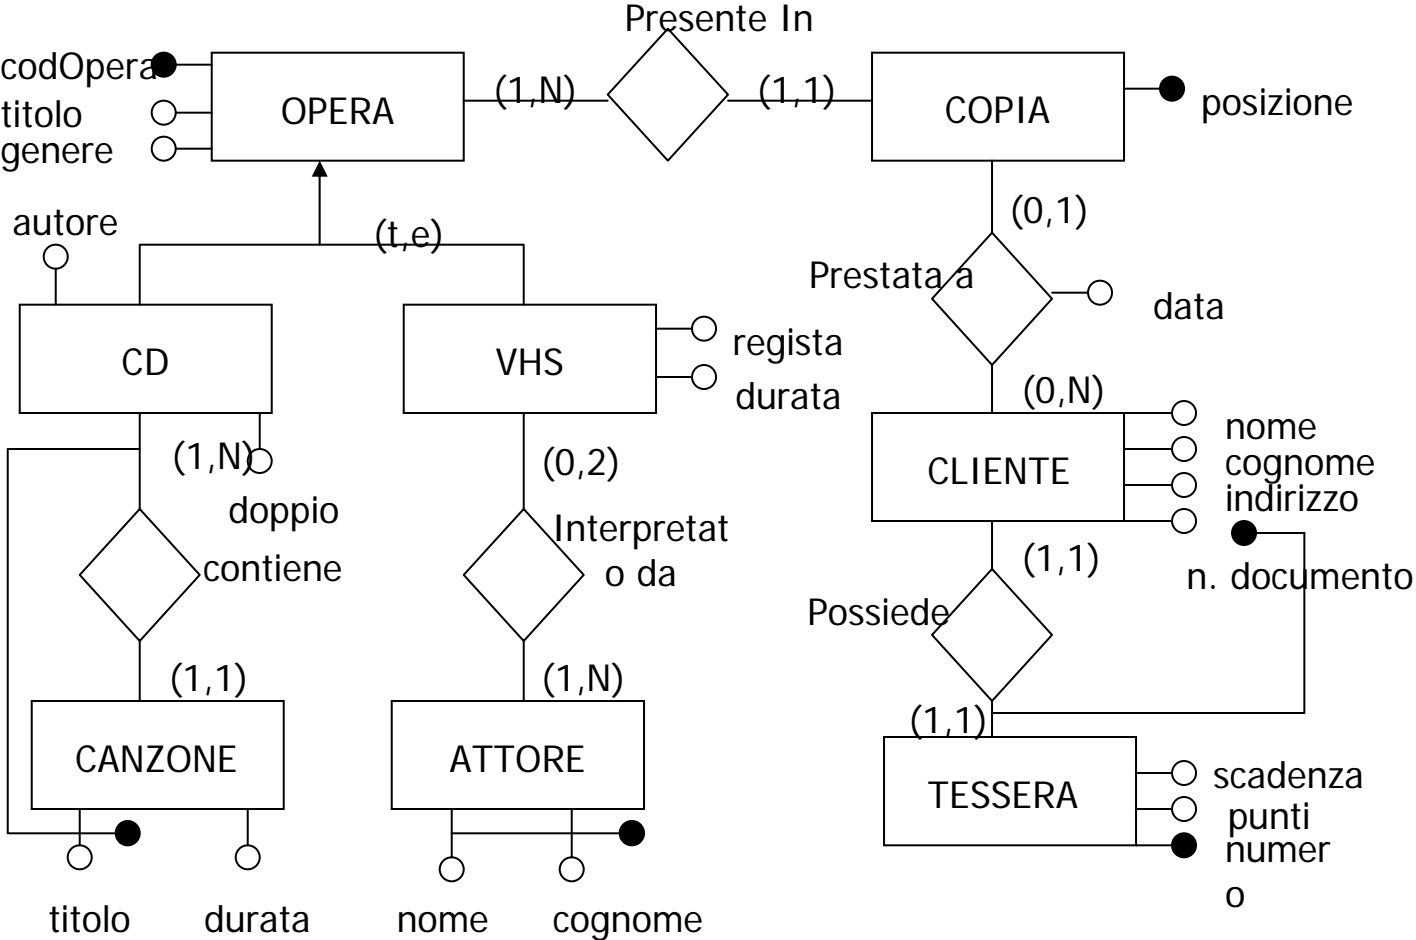 Presente In
codOpera
titolo
genere
OPERA
(1,N)
(1,1)
COPIA
posizione
autore
(t,e)
(0,1)
Prestata a
data
CD
VHS
regista
durata
(0,N)
(1,N)
doppio
(0,2)
CLIENTE
nome
cognome
indirizzo
n. documento
contiene
Interpretat
o da
(1,1)
Possiede
(1,1)
(1,N)
(1,1)
CANZONE
ATTORE
TESSERA
scadenza
punti
numer
o
titolo
durata
nome
cognome